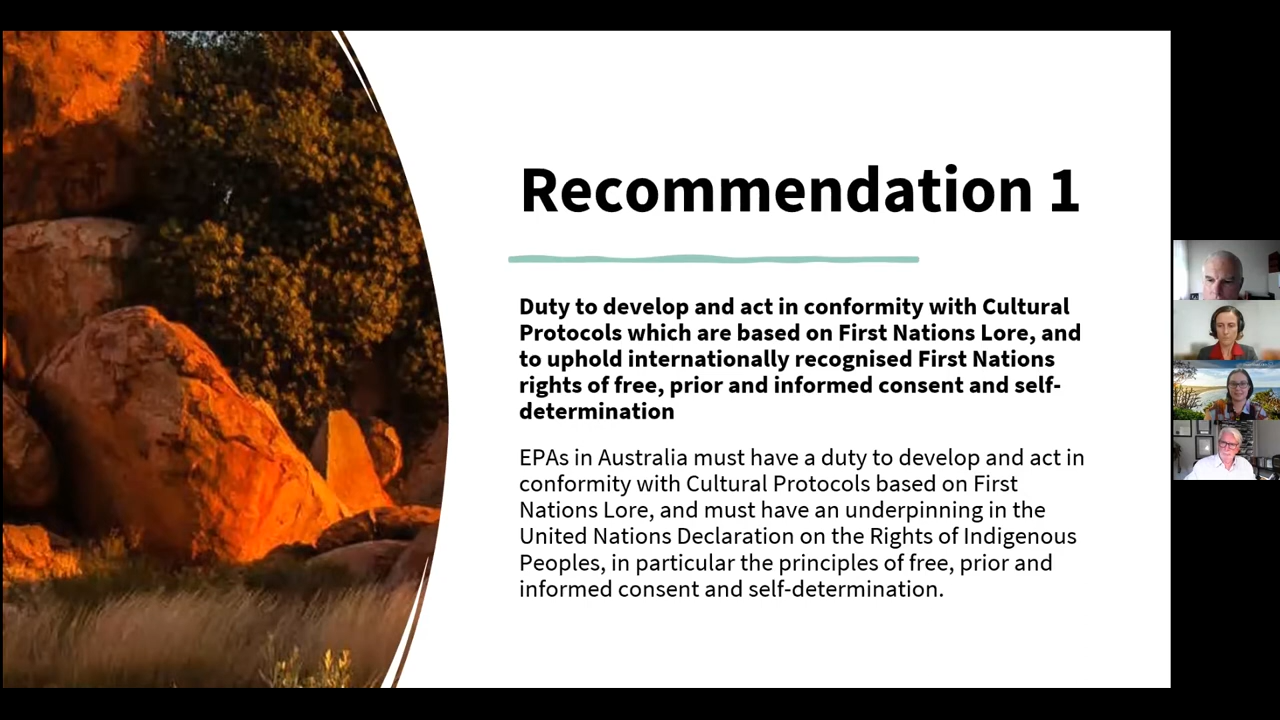 Recommendation 1
Duty to develop and act in conformity with Cultural
Protocols which are based on First Nations Lore, and
to uphold internationally recognised First Nations
rights of free, prior and informed consent and self-
determination
EPAs in Australia must have a duty to develop and act in
conformity with Cultural Protocols based on First
Nations Lore, and must have an underpinning in the
United Nations Declaration on the Rights of Indigenous
Peoples, in particular the principles of free, prior and
informed consent and self-determination.